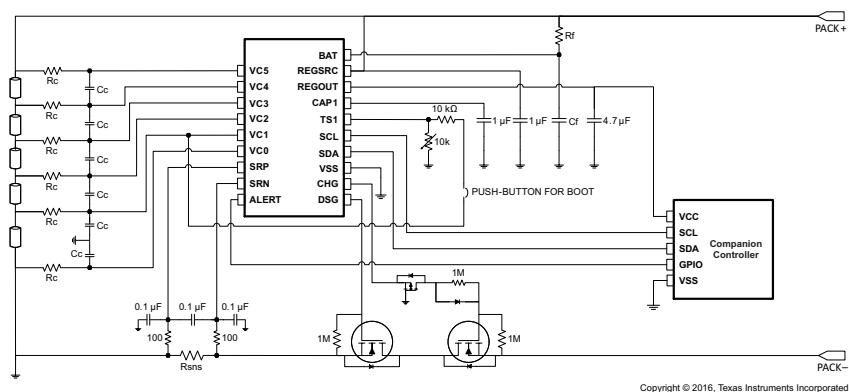 PACK+
Rf
BAT
VC5
REGSRC
VC4
REGOUT
VC3
CAP1
VC2
TS1
VC1
SCL
VC0
SDA
SRP
VSS
SRN
CHG
ALERT
DSG
Rc
Cc
Rc
Cc
Rc
Cc
Rc
Cc
Rc
Cc
Cc
Rc
10 kΩ
10k
1 µF
1 µF
Cf
4.7 µF
PUSH-BUTTON FOR BOOT
VCC
SCL
SDA
GPIO
VSS
Companion
Controller
1M
0.1 µF
0.1 µF
0.1 µF
100
100
Rsns
1M
1M
PACK–
Copyright © 2016, Texas Instruments Incorporated